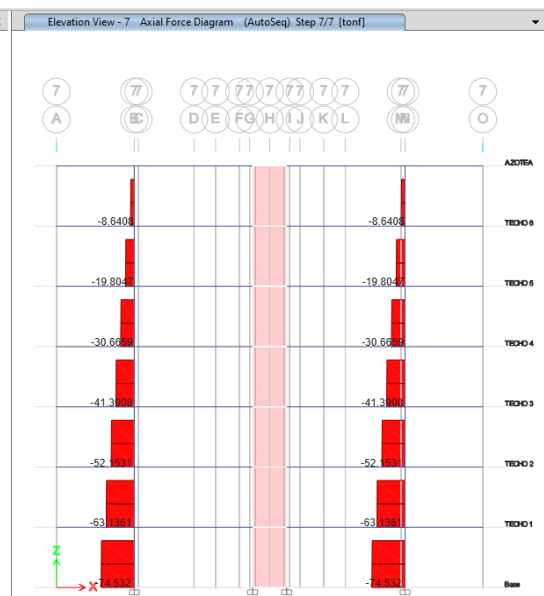 Elevation View - 7 Axial Force Diagram (AutoSeq) Step 7/7 [tonf]
7 7 7 7 7 7 7 7 7 7 7 7 7 7 7
A B C D E F G H I J K L M N O
AZOTEA
-8.6408 -8.6408 TECHO 6
-19.8047 -19.8047 TECHO 5
-30.6659 -30.6659 TECHO 4
-41.3908 -41.3908 TECHO 3
-52.1531 -52.1531 TECHO 2
-63.1361 -63.1361 TECHO 1
Z
X -74.532 -74.532 Base